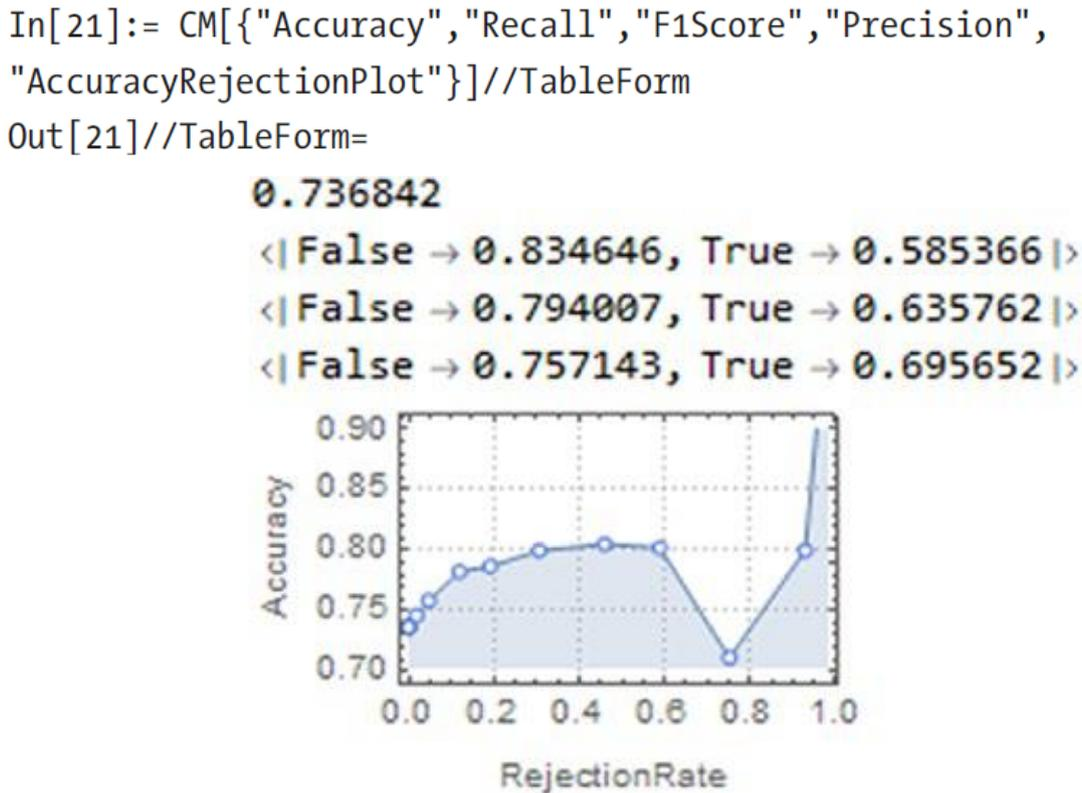 In[21]:= CM[{"Accuracy","Recall","F1Score","Precision",
"AccuracyRejectionPlot"}]//TableForm
Out[21]//TableForm=
0.736842
<|False → 0.834646, True → 0.585366|>
<|False → 0.794007, True → 0.635762|>
<|False → 0.757143, True → 0.695652|>
0.90
0.85
0.80
0.75
0.70
Accuracy
0.0 0.2 0.4 0.6 0.8 1.0
RejectionRate